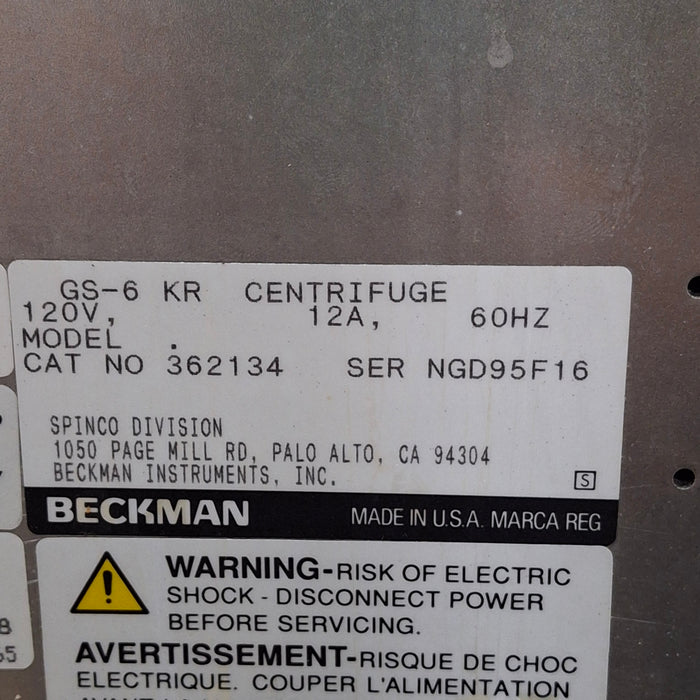 GS-6 KR CENTRIFUGE
120V, 12A, 60HZ
MODEL .
CAT NO 362134 SER NGD95F16
SPINCO DIVISION
1050 PAGE MILL RD, PALO ALTO, CA 94304
BECKMAN INSTRUMENTS, INC.
S
BECKMAN MADE IN U.S.A. MARCA REG
WARNING-RISK OF ELECTRIC
SHOCK - DISCONNECT POWER
BEFORE SERVICING.
AVERTISSEMENT-RISQUE DE CHOC
ELECTRIQUE. COUPER L'ALIMENTATION